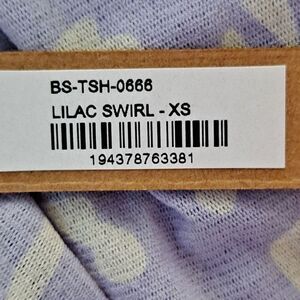 BS-TSH-0666
LILAC SWIRL - XS
194378763381